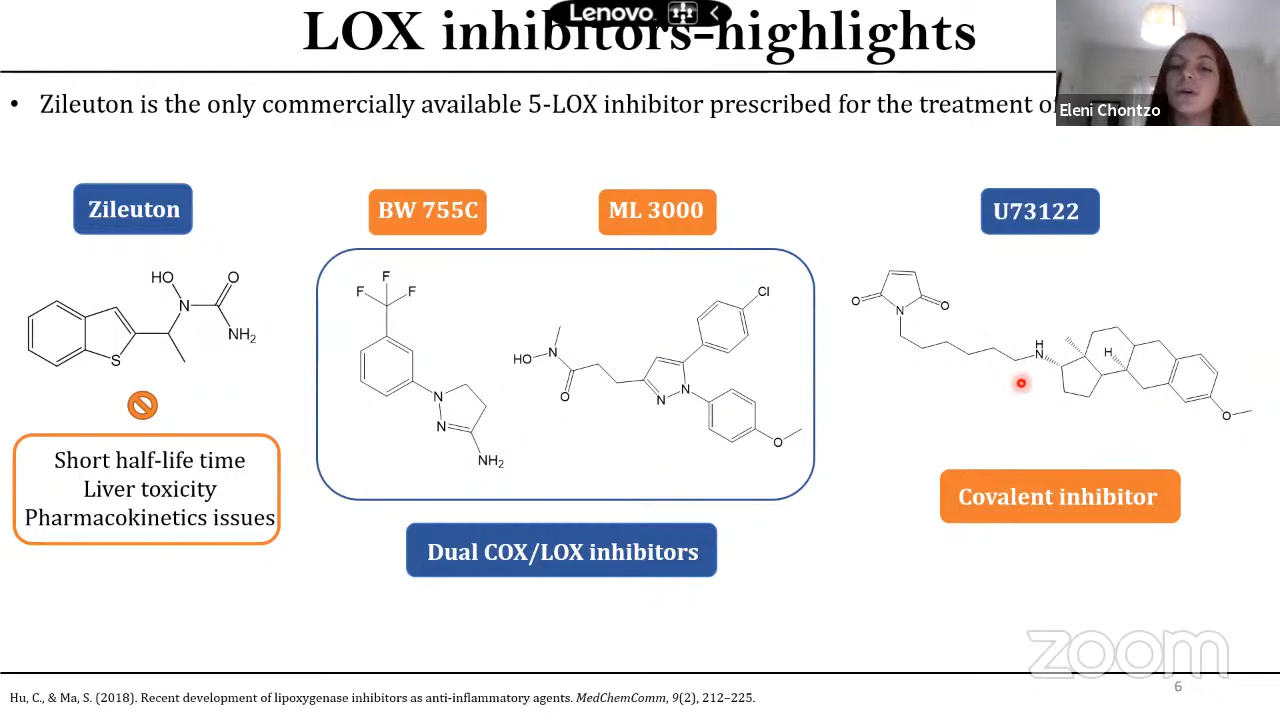 Lenovo
LOX inhibitors-highlights
• Zileuton is the only commercially available 5-LOX inhibitor prescribed for the treatment
Eleni Chontzo
Zileuton
BW 755C
ML 3000
U73122
HO
O
N
NH2
S
F
F
F
N
N
NH2
Cl
HO
N
O
N
N
O
O
O
N
H
N
H
O
Short half-life time
Liver toxicity
Pharmacokinetics issues
Dual COX/LOX inhibitors
Covalent inhibitor
zoom
6
Hu, C., & Ma, S. (2018). Recent development of lipoxygenase inhibitors as anti-inflammatory agents. MedChemComm, 9(2), 212–225.